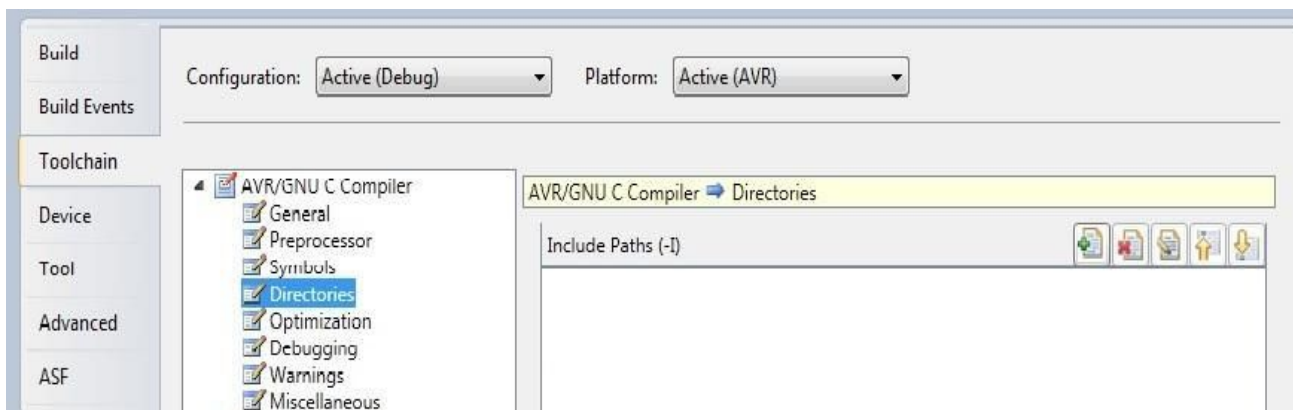 Build
Build Events
Toolchain
Device
Tool
Advanced
ASF
Configuration: Active (Debug) Platform: Active (AVR)
AVR/GNU C Compiler
General
Preprocessor
Symbols
Directories
Optimization
Debugging
Warnings
Miscellaneous
AVR/GNU C Compiler ➡ Directories
Include Paths (-I)